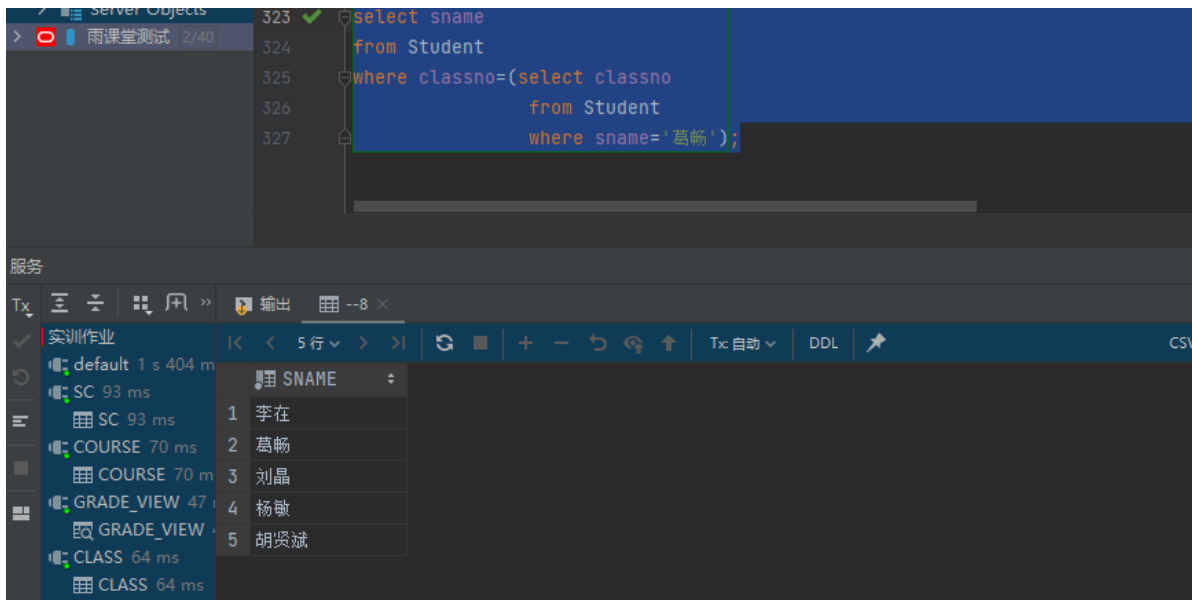 Server Objects
雨课堂测试 2/40
323 select sname
324 from Student
325 where classno=(select classno
326 from Student
327 where sname='葛畅');
服务
Tx 输出 --8
实训作业
5行 Tx: 自动 DDL CSV
default 1 s 404 m
SNAME
SC 93 ms
1 李在
SC 93 ms
2 葛畅
COURSE 70 ms
3 刘晶
COURSE 70 m
4 杨敏
GRADE_VIEW 47
5 胡贤斌
GRADE_VIEW
CLASS 64 ms
CLASS 64 ms